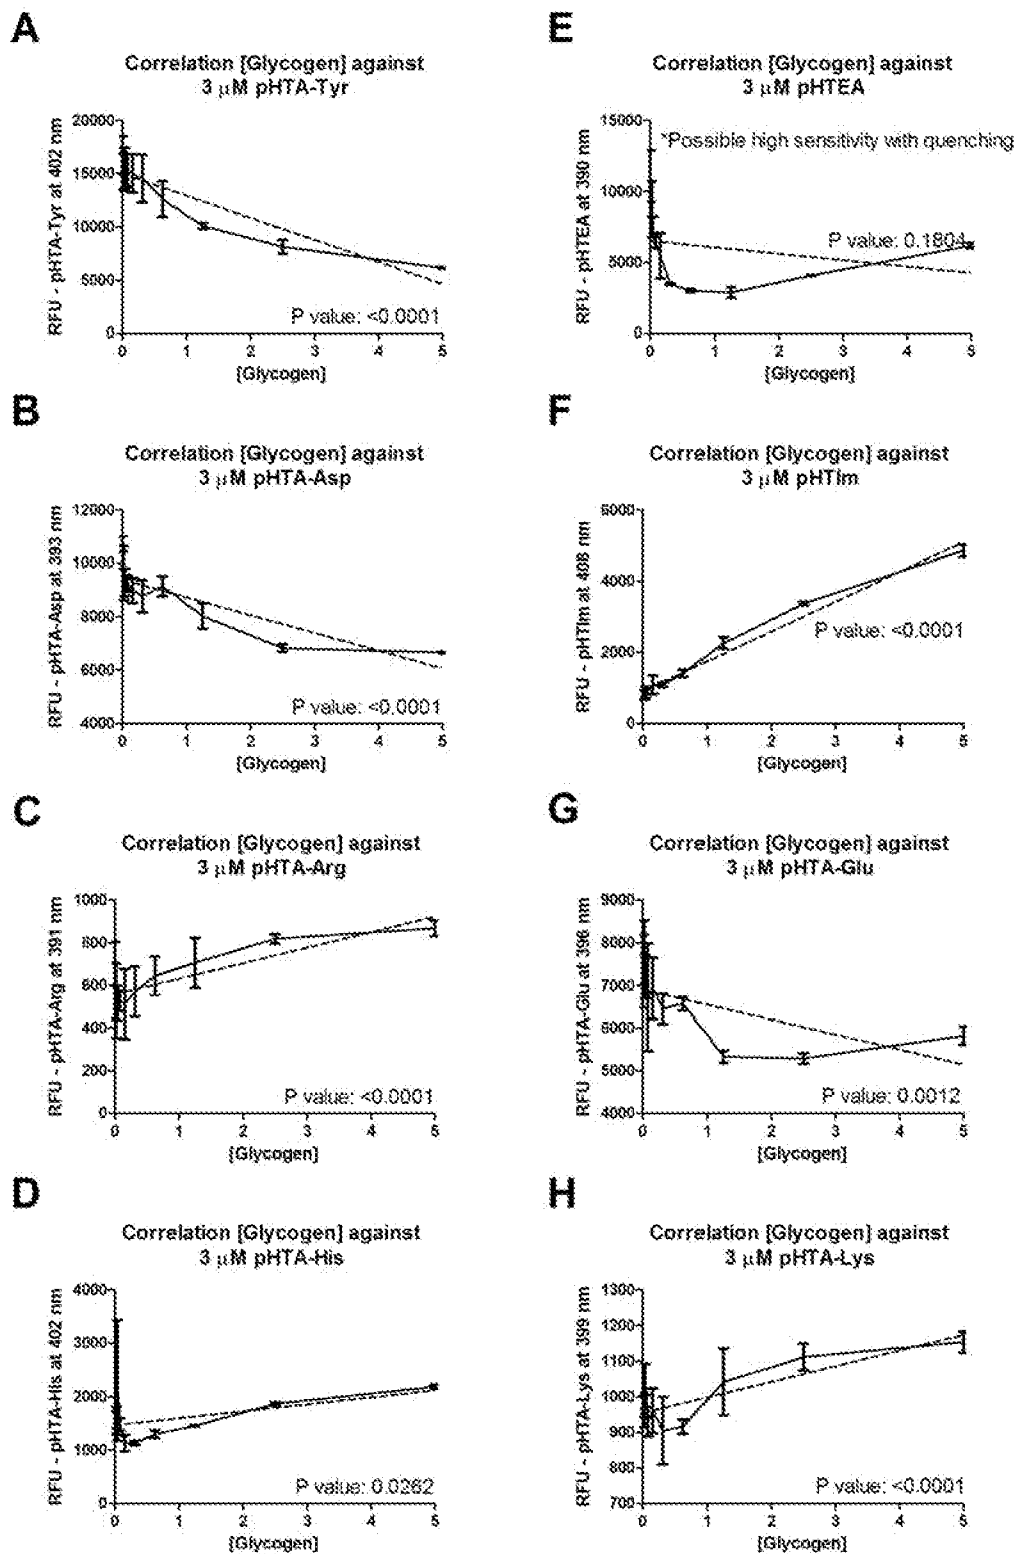 A
Correlation [Glycogen] against
3 µM pHTA-Tyr
RFU - pHTA-Tyr at 402 nm
20000
15000
10000
5000
0
P value: <0.0001
0 1 2 3 4 5
[Glycogen]
B
Correlation [Glycogen] against
3 µM pHTA-Asp
RFU - pHTA-Asp at 393 nm
12000
10000
8000
6000
4000
P value: <0.0001
0 1 2 3 4 5
[Glycogen]
C
Correlation [Glycogen] against
3 µM pHTA-Arg
RFU - pHTA-Arg at 391 nm
1000
800
600
400
200
0
P value: <0.0001
0 1 2 3 4 5
[Glycogen]
D
Correlation [Glycogen] against
3 µM pHTA-His
RFU - pHTA-His at 402 nm
4000
3000
2000
1000
0
P value: 0.0262
0 1 2 3 4 5
[Glycogen]
E
Correlation [Glycogen] against
3 µM pHTEA
RFU - pHTEA at 390 nm
15000
10000
5000
0
*Possible high sensitivity with quenching
P value: 0.1804
0 1 2 3 4 5
[Glycogen]
F
Correlation [Glycogen] against
3 µM pHTIm
RFU - pHTIm at 408 nm
6000
4000
2000
0
P value: <0.0001
0 1 2 3 4 5
[Glycogen]
G
Correlation [Glycogen] against
3 µM pHTA-Glu
RFU - pHTA-Glu at 396 nm
9000
8000
7000
6000
5000
4000
P value: 0.0012
0 1 2 3 4 5
[Glycogen]
H
Correlation [Glycogen] against
3 µM pHTA-Lys
RFU - pHTA-Lys at 399 nm
1300
1200
1100
1000
900
800
700
P value: <0.0001
0 1 2 3 4 5
[Glycogen]